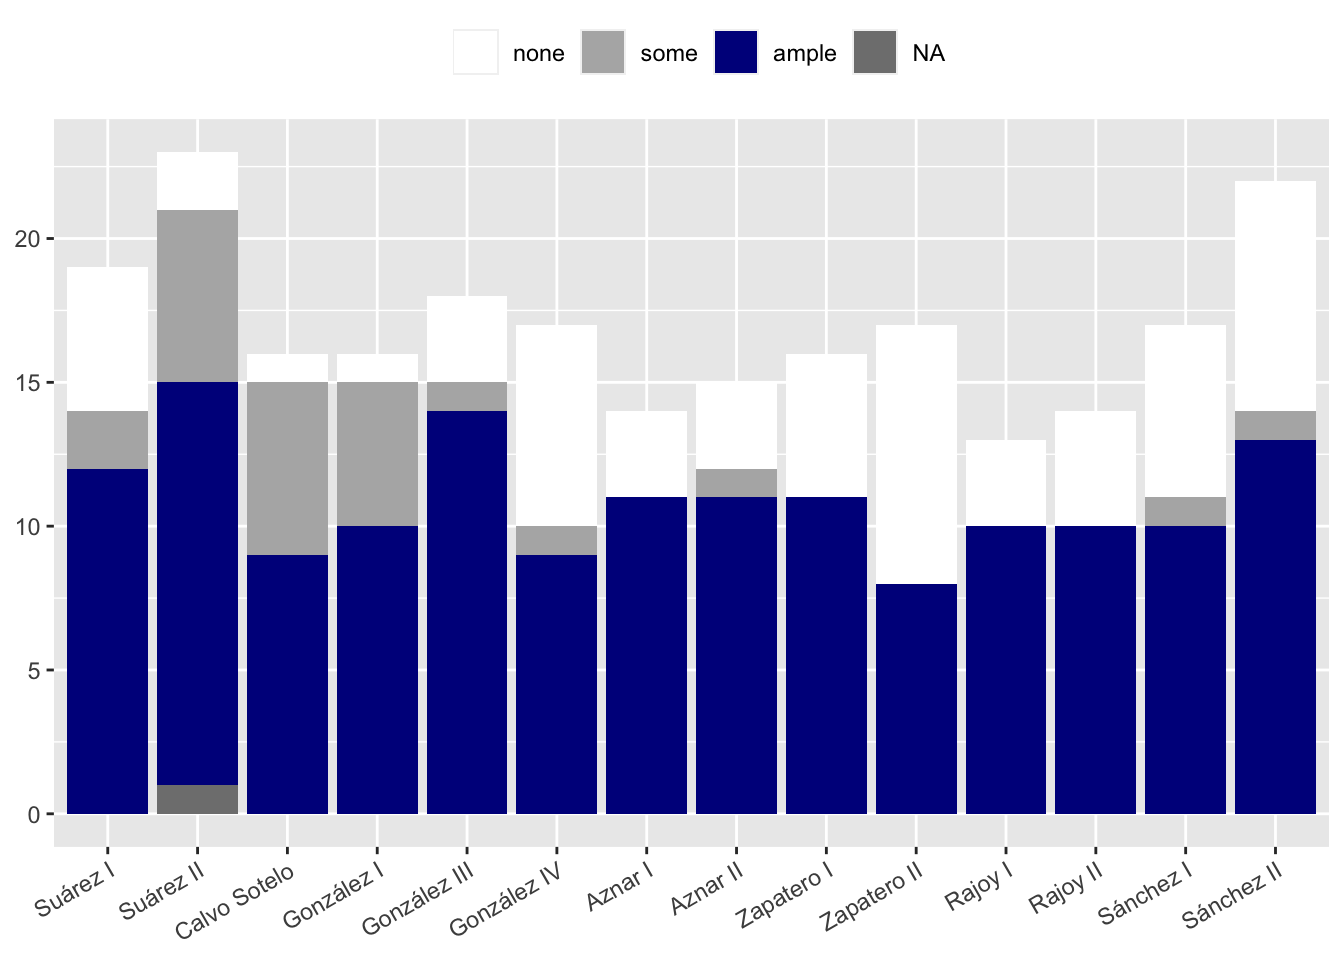 none some ample NA
20
15
10
5
0
Suárez I
Suárez II
Calvo Sotelo
González I
González III
González IV
Aznar I
Aznar II
Zapatero I
Zapatero II
Rajoy I
Rajoy II
Sánchez I
Sánchez II